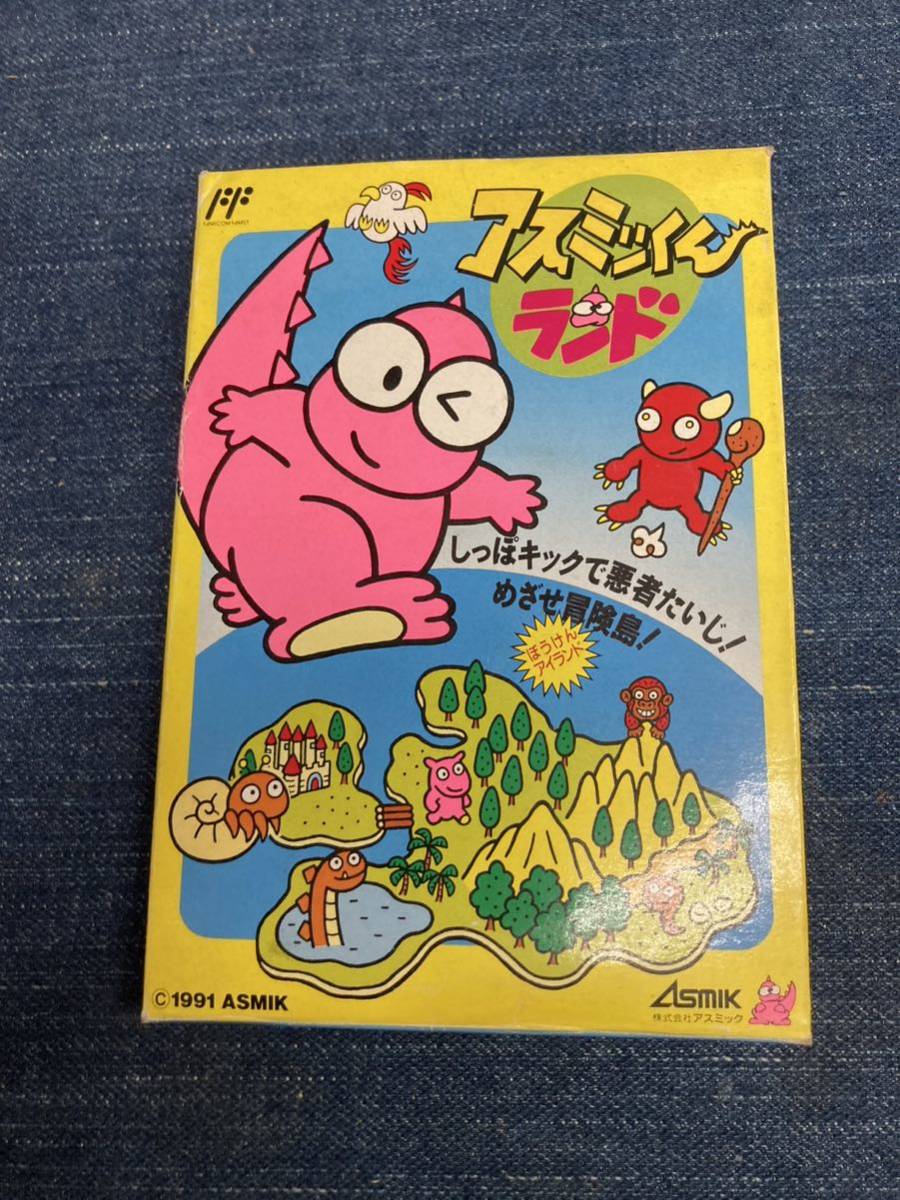 FAMICOM FAMILY
アスミッくん
ランド
しっぽキックで悪者たいじ!
めざせ冒険島!
ぼうけん
アイランド
©1991 ASMIK
ASMIK
株式会社アスミック